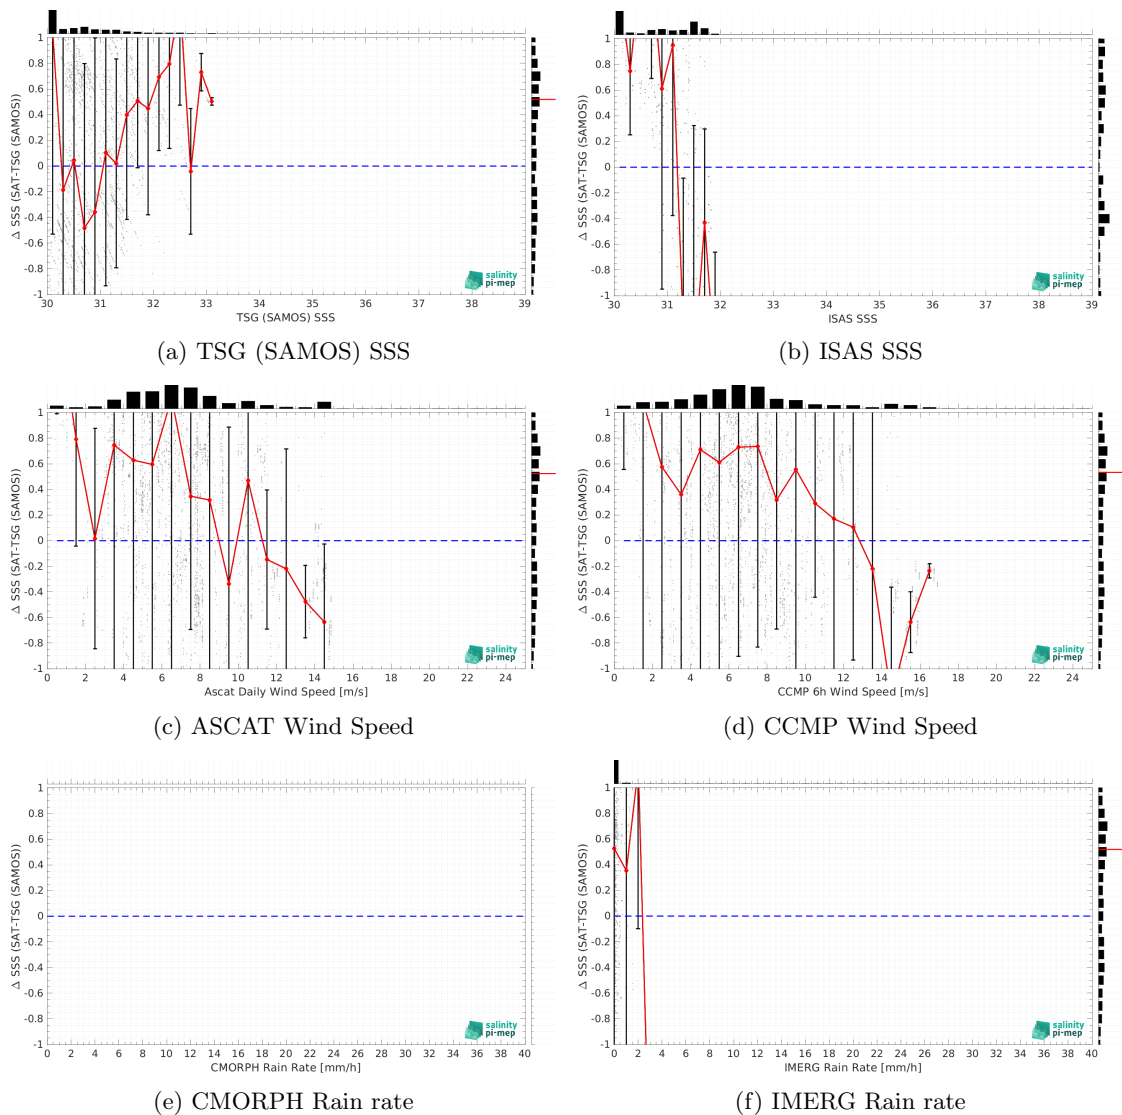 1
0.8
0.6
0.4
0.2
0
-0.2
-0.4
-0.6
-0.8
-1
Δ SSS (SAT-TSG (SAMOS))
30 31 32 33 34 35 36 37 38 39
TSG (SAMOS) SSS
salinity
pi-mep
(a) TSG (SAMOS) SSS
1
0.8
0.6
0.4
0.2
0
-0.2
-0.4
-0.6
-0.8
-1
Δ SSS (SAT-TSG (SAMOS))
30 31 32 33 34 35 36 37 38 39
ISAS SSS
salinity
pi-mep
(b) ISAS SSS
1
0.8
0.6
0.4
0.2
0
-0.2
-0.4
-0.6
-0.8
-1
Δ SSS (SAT-TSG (SAMOS))
0 2 4 6 8 10 12 14 16 18 20 22 24
Ascat Daily Wind Speed [m/s]
salinity
pi-mep
(c) ASCAT Wind Speed
1
0.8
0.6
0.4
0.2
0
-0.2
-0.4
-0.6
-0.8
-1
Δ SSS (SAT-TSG (SAMOS))
0 2 4 6 8 10 12 14 16 18 20 22 24
CCMP 6h Wind Speed [m/s]
salinity
pi-mep
(d) CCMP Wind Speed
1
0.8
0.6
0.4
0.2
0
-0.2
-0.4
-0.6
-0.8
-1
Δ SSS (SAT-TSG (SAMOS))
0 2 4 6 8 10 12 14 16 18 20 22 24 26 28 30 32 34 36 38 40
CMORPH Rain Rate [mm/h]
salinity
pi-mep
(e) CMORPH Rain rate
1
0.8
0.6
0.4
0.2
0
-0.2
-0.4
-0.6
-0.8
-1
Δ SSS (SAT-TSG (SAMOS))
0 2 4 6 8 10 12 14 16 18 20 22 24 26 28 30 32 34 36 38 40
IMERG Rain Rate [mm/h]
salinity
pi-mep
(f) IMERG Rain rate